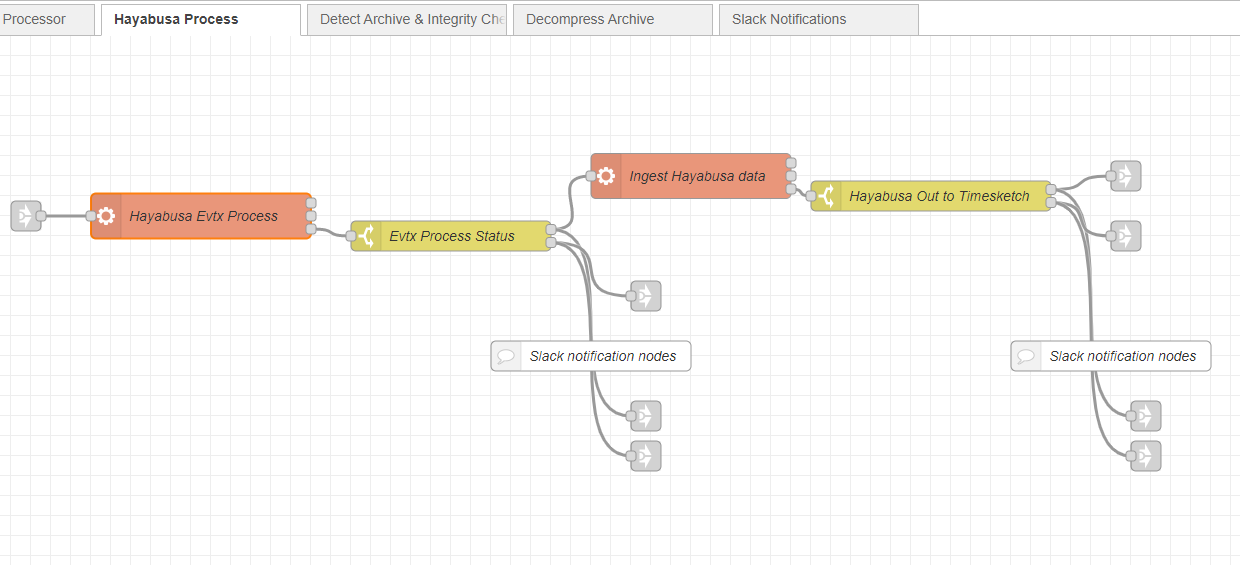 Processor
Hayabusa Process
Detect Archive & Integrity Che
Decompress Archive
Slack Notifications
Ingest Hayabusa data
Hayabusa Out to Timesketch
Hayabusa Evtx Process
Evtx Process Status
Slack notification nodes
Slack notification nodes